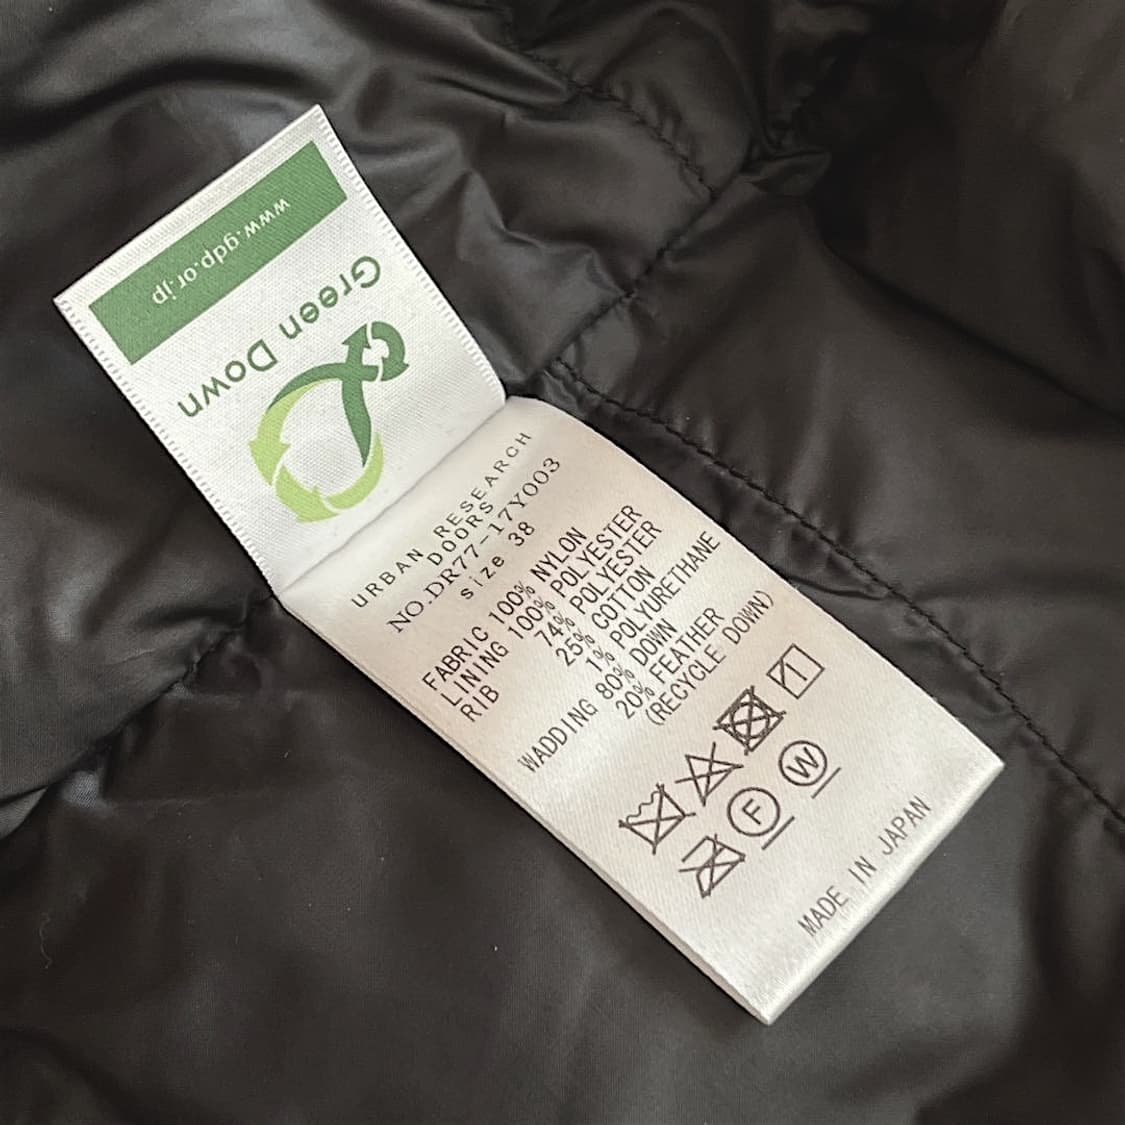 www.gdp.or.jp
Green Down
URBAN RESEARCH
DOORS
NO.DR77-17Y003
size 38
FABRIC 100% NYLON
LINING 100% POLYESTER
RIB 74% POLYESTER
25% COTTON
1% POLYURETHANE
WADDING 80% DOWN
20% FEATHER
(RECYCLE DOWN)
1
F W
MADE IN JAPAN